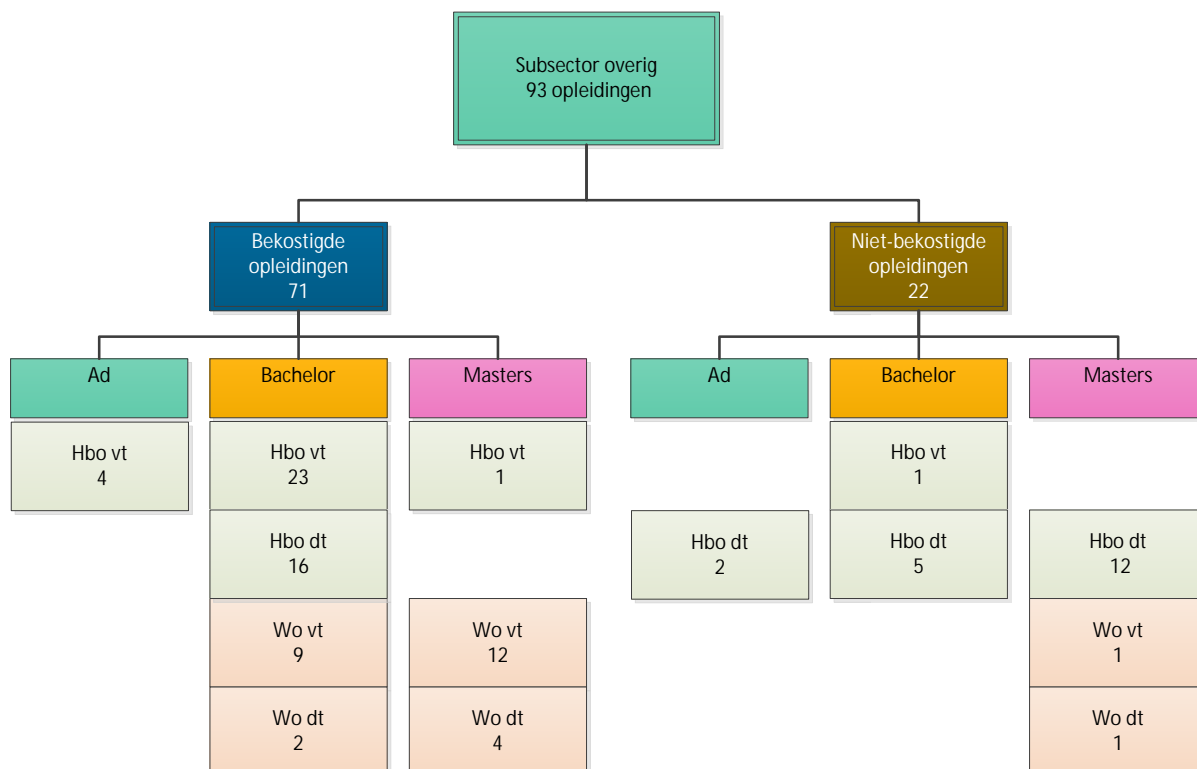 Subsector overig
93 opleidingen
Bekostigde
opleidingen
71
Niet-bekostigde
opleidingen
22
Ad
Bachelor
Masters
Ad
Bachelor
Masters
Hbo vt
4
Hbo vt
23
Hbo vt
1
Hbo vt
1
Hbo dt
16
Hbo dt
2
Hbo dt
5
Hbo dt
12
Wo vt
9
Wo vt
12
Wo vt
1
Wo dt
2
Wo dt
4
Wo dt
1